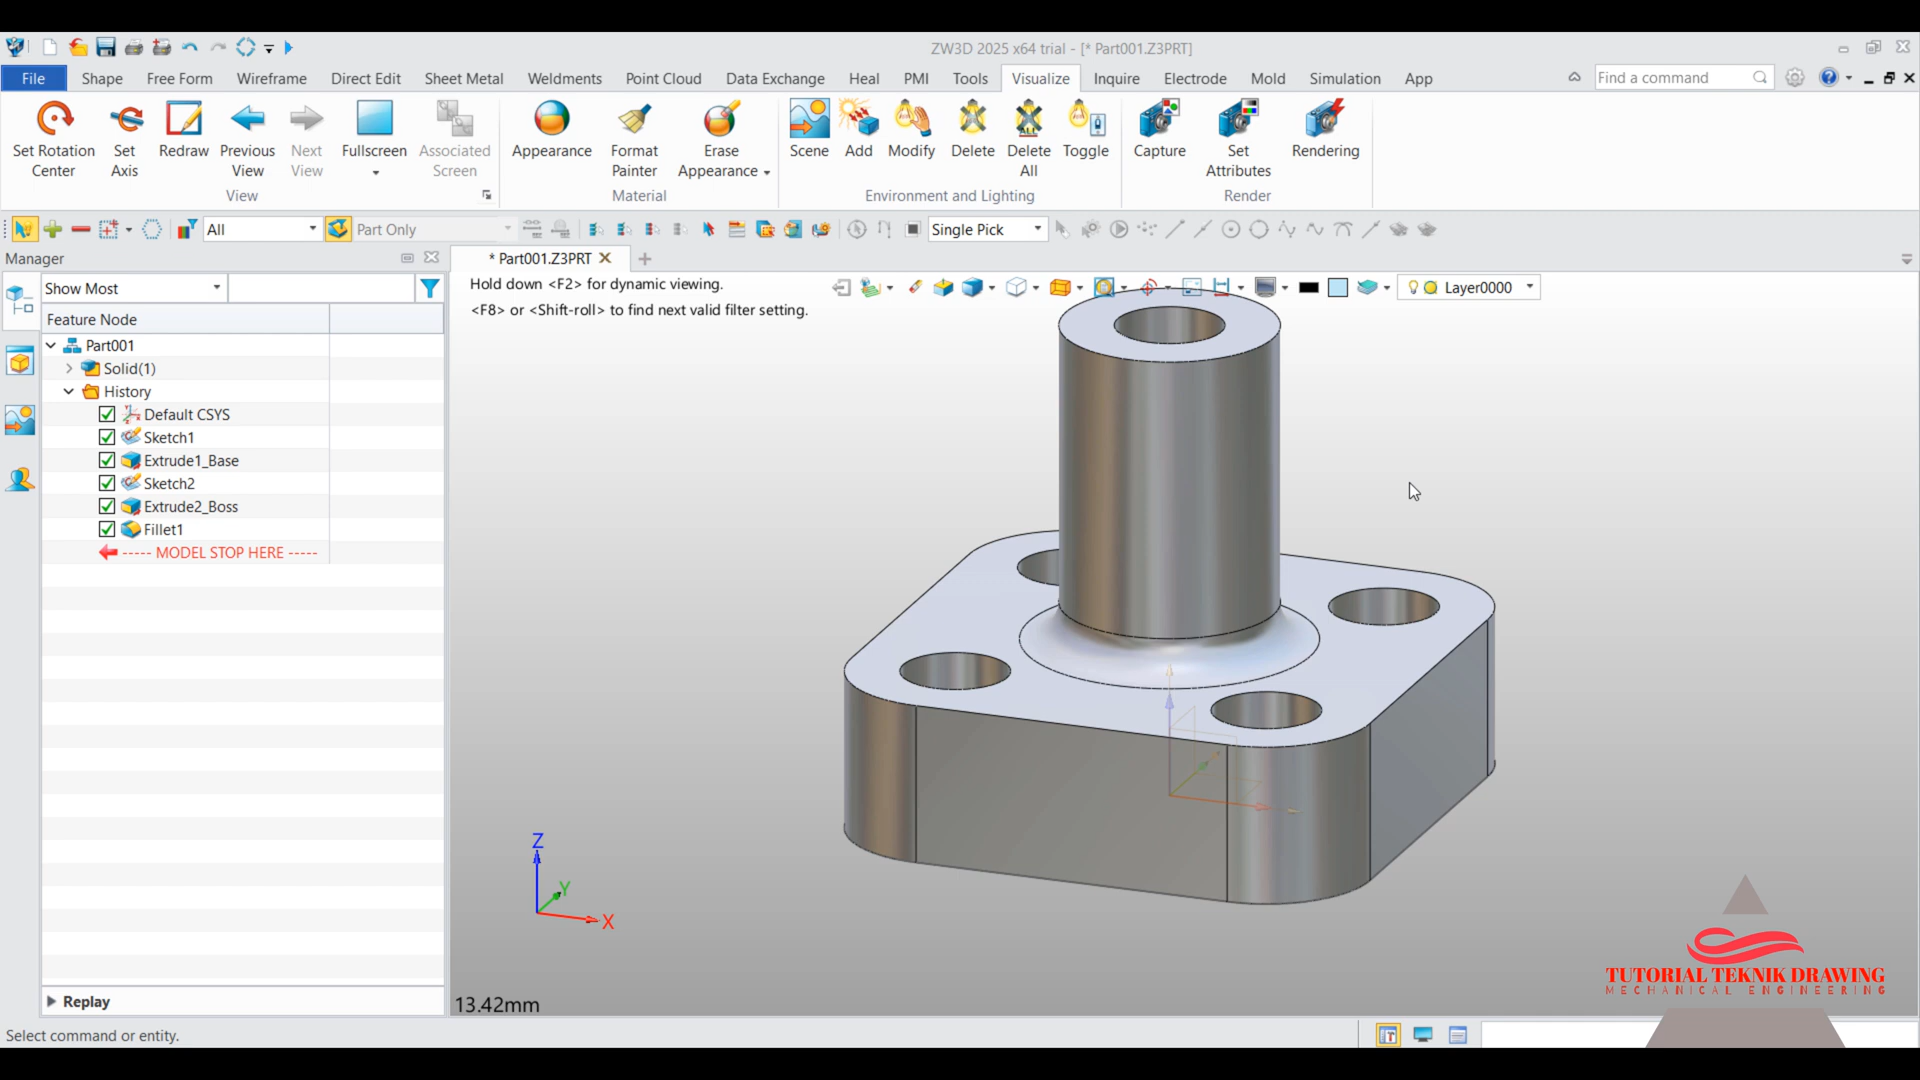 ZW3D 2025 x64 trial - [* Part001.Z3PRT]
File Shape Free Form Wireframe Direct Edit Sheet Metal Weldments Point Cloud Data Exchange Heal PMI Tools Visualize Inquire Electrode Mold Simulation App Find a command
Set Rotation Center Set Axis Redraw Previous View Next View Fullscreen Associated Screen Appearance Format Painter Erase Appearance Scene Add Modify Delete Delete All Toggle Capture Set Attributes Rendering
View Material Environment and Lighting Render
All Part Only Single Pick
Manager
* Part001.Z3PRT
Hold down <F2> for dynamic viewing.
<F8> or <Shift-roll> to find next valid filter setting.
Layer0000
Show Most
Feature Node
Part001
Solid(1)
History
Default CSYS
Sketch1
Extrude1_Base
Sketch2
Extrude2_Boss
Fillet1
----- MODEL STOP HERE -----
Z
Y
X
TUTORIAL TEKNIK DRAWING
MECHANICAL ENGINEERING
Replay
13.42mm
Select command or entity.